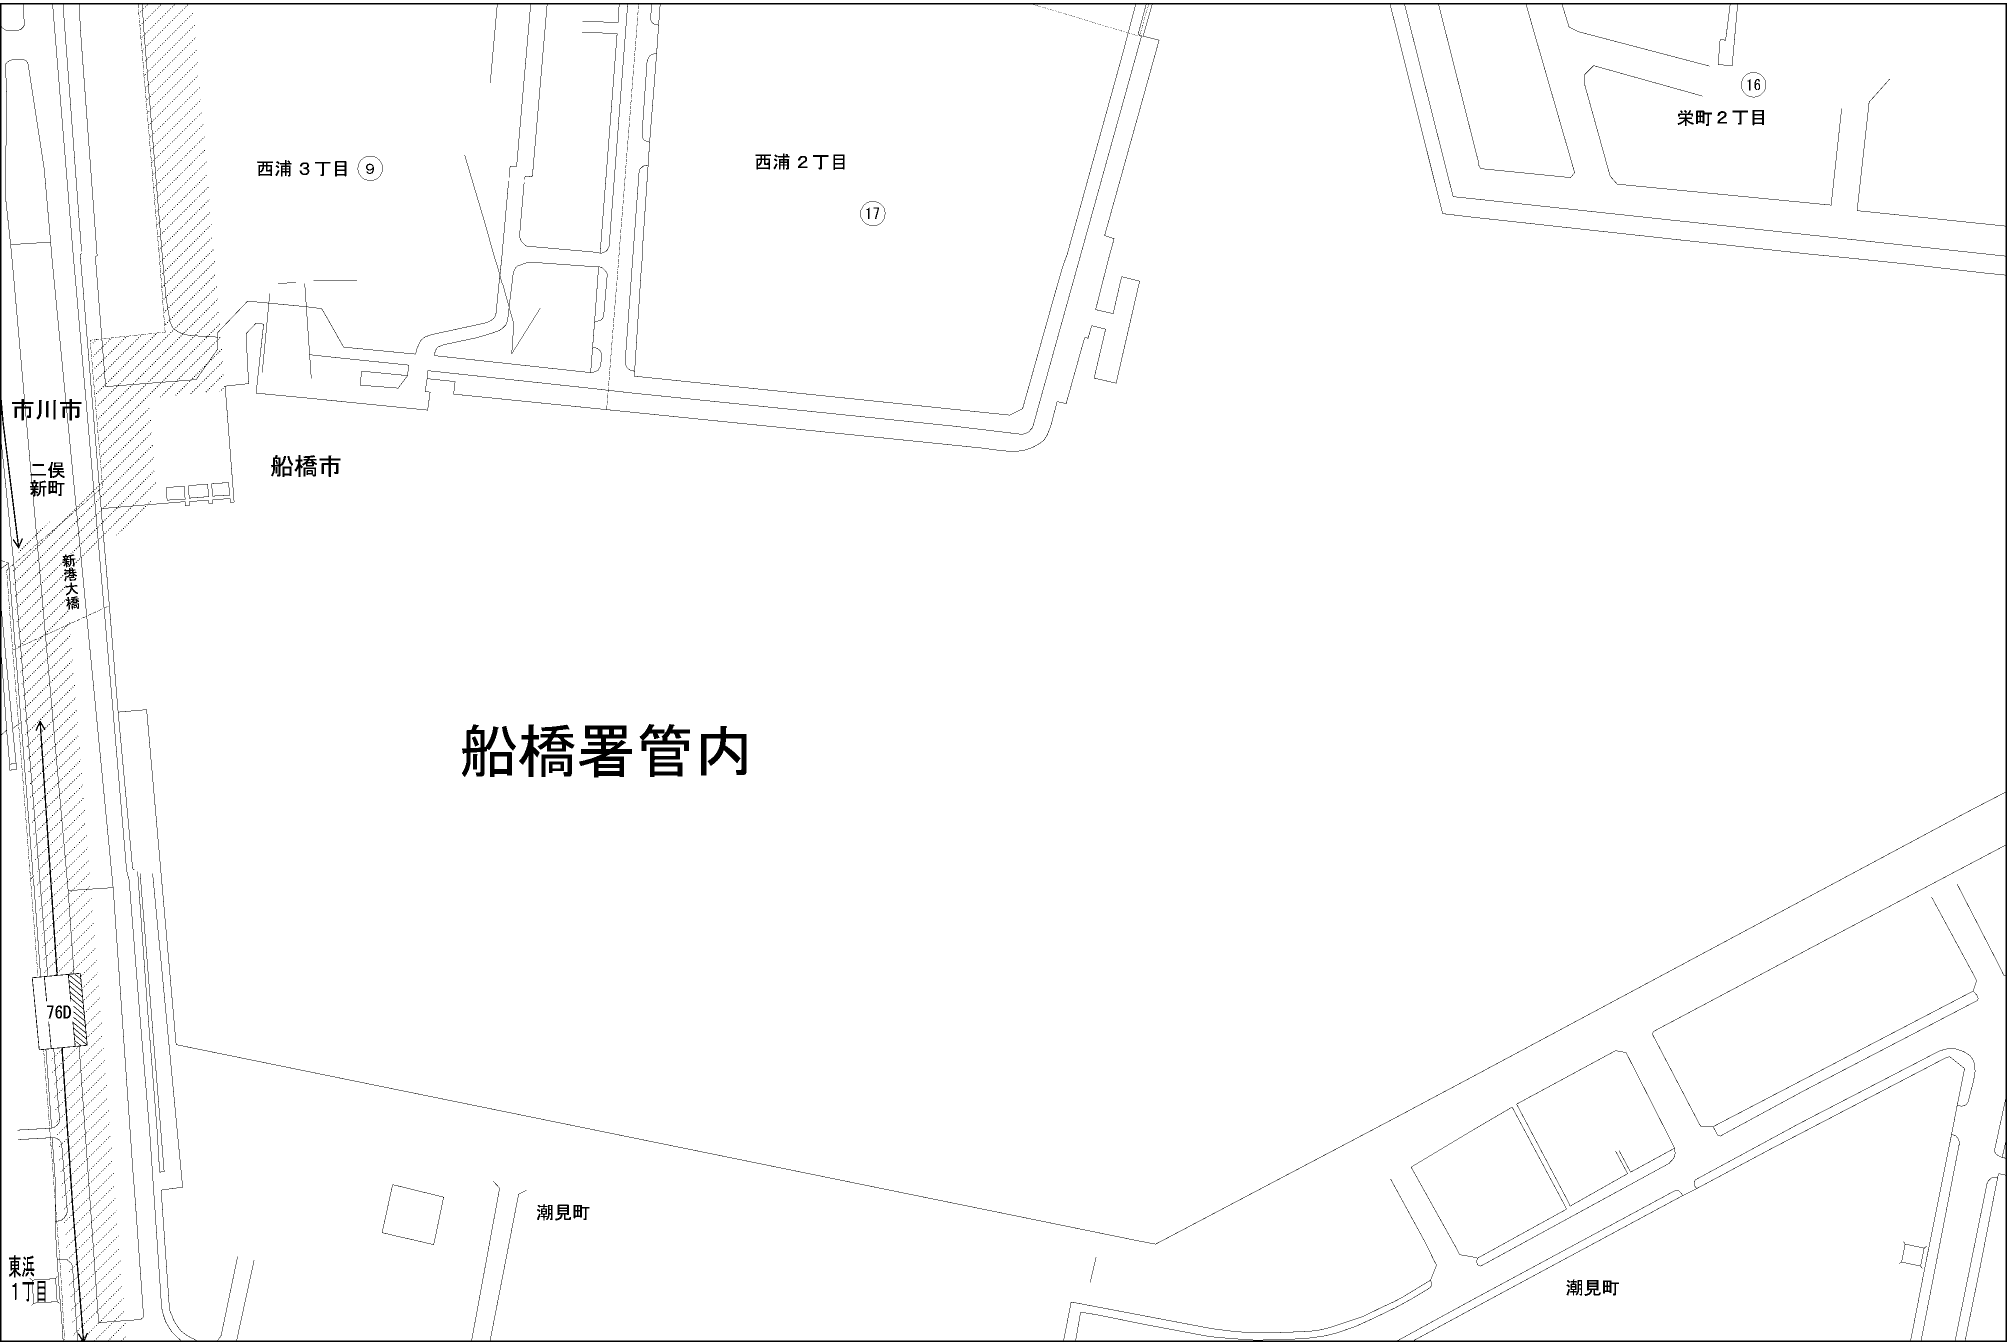 16
栄町２丁目
西浦３丁目 9
西浦２丁目
17
市川市
船橋市
二俣
新町
新港大橋
船橋署管内
76D
潮見町
東浜
１丁目
潮見町